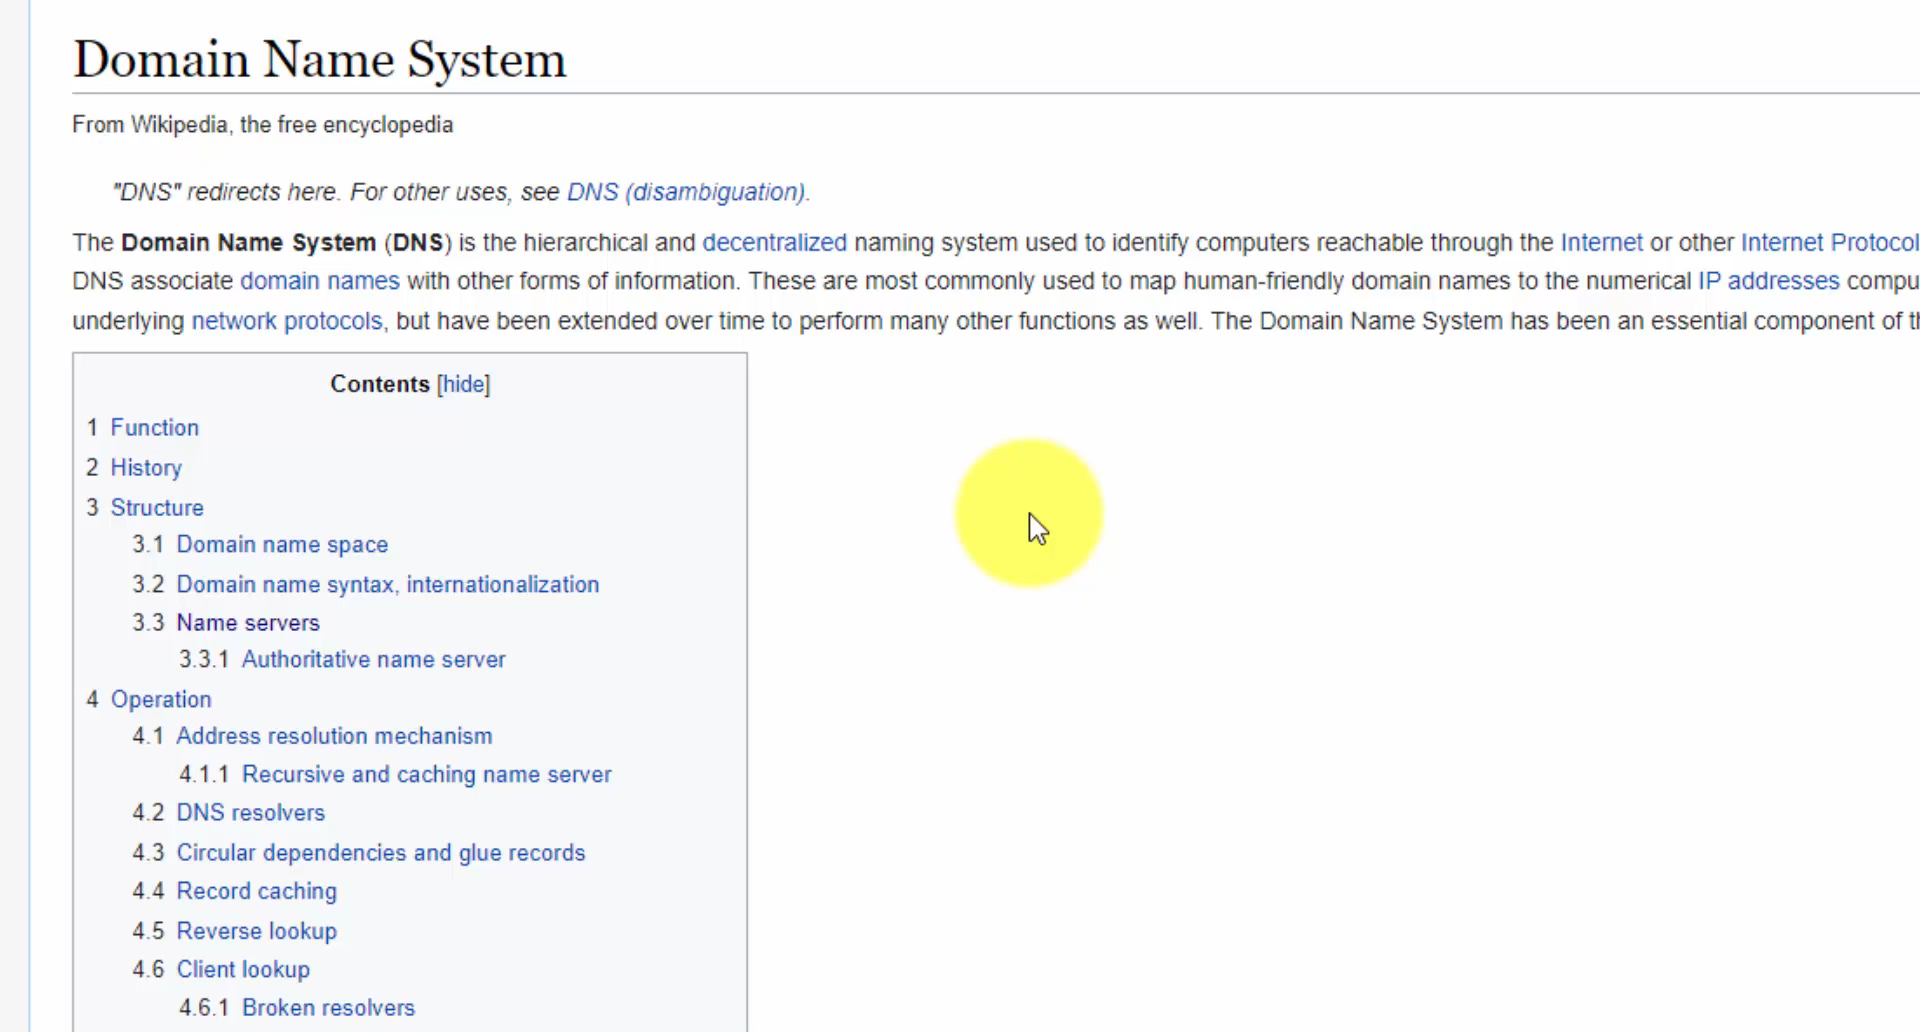 Domain Name System
From Wikipedia, the free encyclopedia
"DNS" redirects here. For other uses, see DNS (disambiguation).
The Domain Name System (DNS) is the hierarchical and decentralized naming system used to identify computers reachable through the Internet or other Internet Protocol
DNS associate domain names with other forms of information. These are most commonly used to map human-friendly domain names to the numerical IP addresses
underlying network protocols, but have been extended over time to perform many other functions as well. The Domain Name System has been an essential component of
Contents [hide]
1 Function
2 History
3 Structure
3.1 Domain name space
3.2 Domain name syntax, internationalization
3.3 Name servers
3.3.1 Authoritative name server
4 Operation
4.1 Address resolution mechanism
4.1.1 Recursive and caching name server
4.2 DNS resolvers
4.3 Circular dependencies and glue records
4.4 Record caching
4.5 Reverse lookup
4.6 Client lookup
4.6.1 Broken resolvers